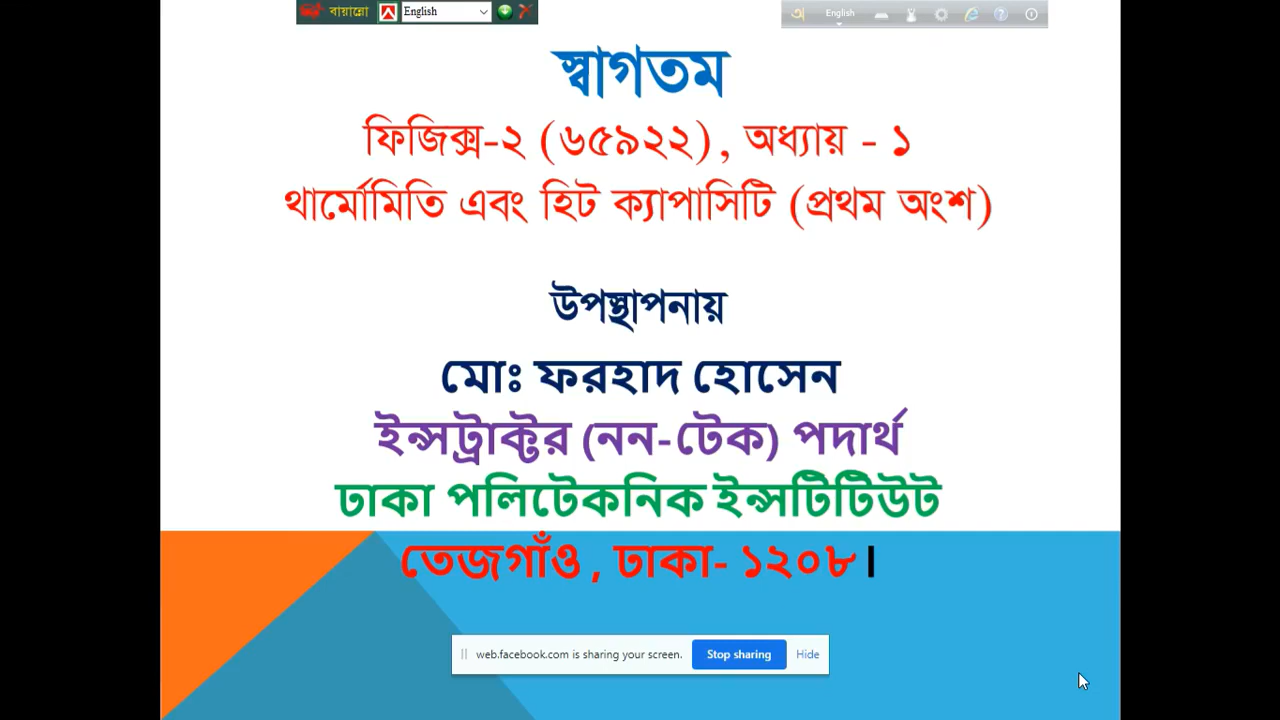 বায়ান্নো English
অ English
স্বাগতম
ফিজিক্স-২ (৬৫৯২২), অধ্যায় - ১
থার্মোমিতি এবং হিট ক্যাপাসিটি (প্রথম অংশ)
উপস্থাপনায়
মোঃ ফরহাদ হোসেন
ইন্সট্রাক্টর (নন-টেক) পদার্থ
ঢাকা পলিটেকনিক ইন্সটিটিউট
তেজগাঁও, ঢাকা- ১২০৮।
web.facebook.com is sharing your screen. Stop sharing Hide